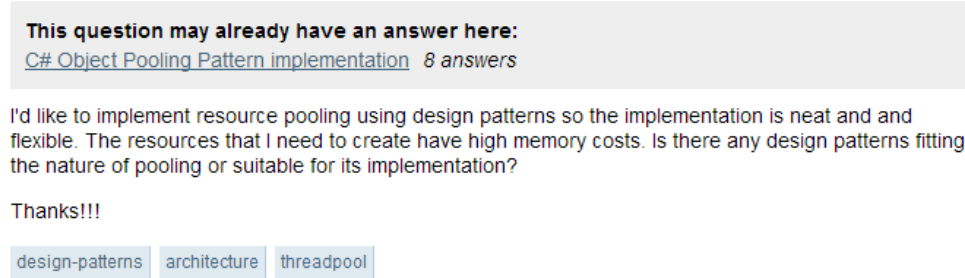 This question may already have an answer here:
C# Object Pooling Pattern implementation 8 answers
I'd like to implement resource pooling using design patterns so the implementation is neat and and
flexible. The resources that I need to create have high memory costs. Is there any design patterns fitting
the nature of pooling or suitable for its implementation?
Thanks!!!
design-patterns architecture threadpool